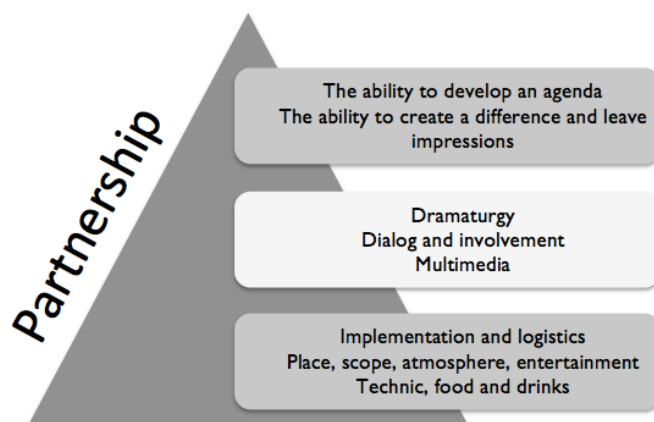 Partnership
The ability to develop an agenda
The ability to create a difference and leave
impressions
Dramaturgy
Dialog and involvement
Multimedia
Implementation and logistics
Place, scope, atmosphere, entertainment
Technic, food and drinks